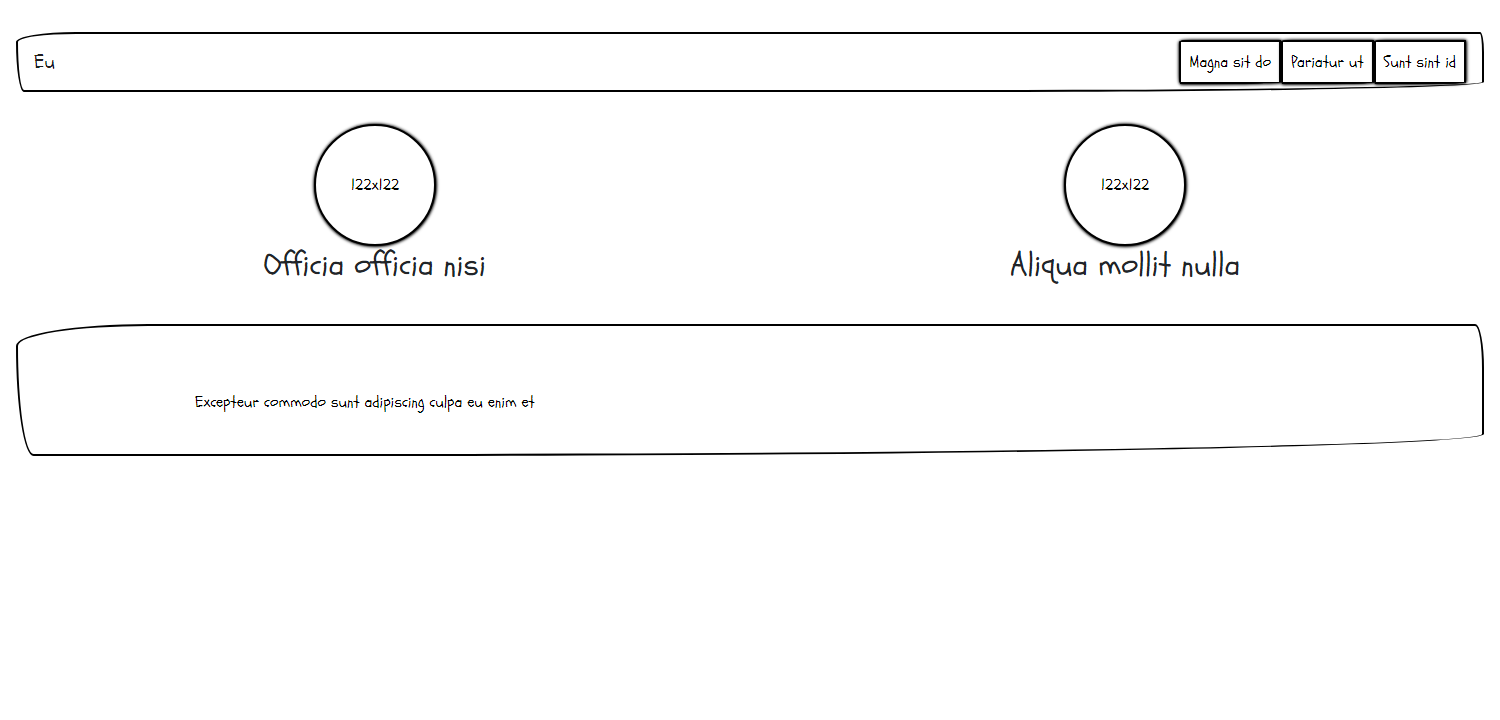 Eu
Magna sit do
Pariatur ut
Sunt sint id
122x122
122x122
Officia officia nisi
Aliqua mollit nulla
Excepteur commodo sunt adipiscing culpa eu enim et